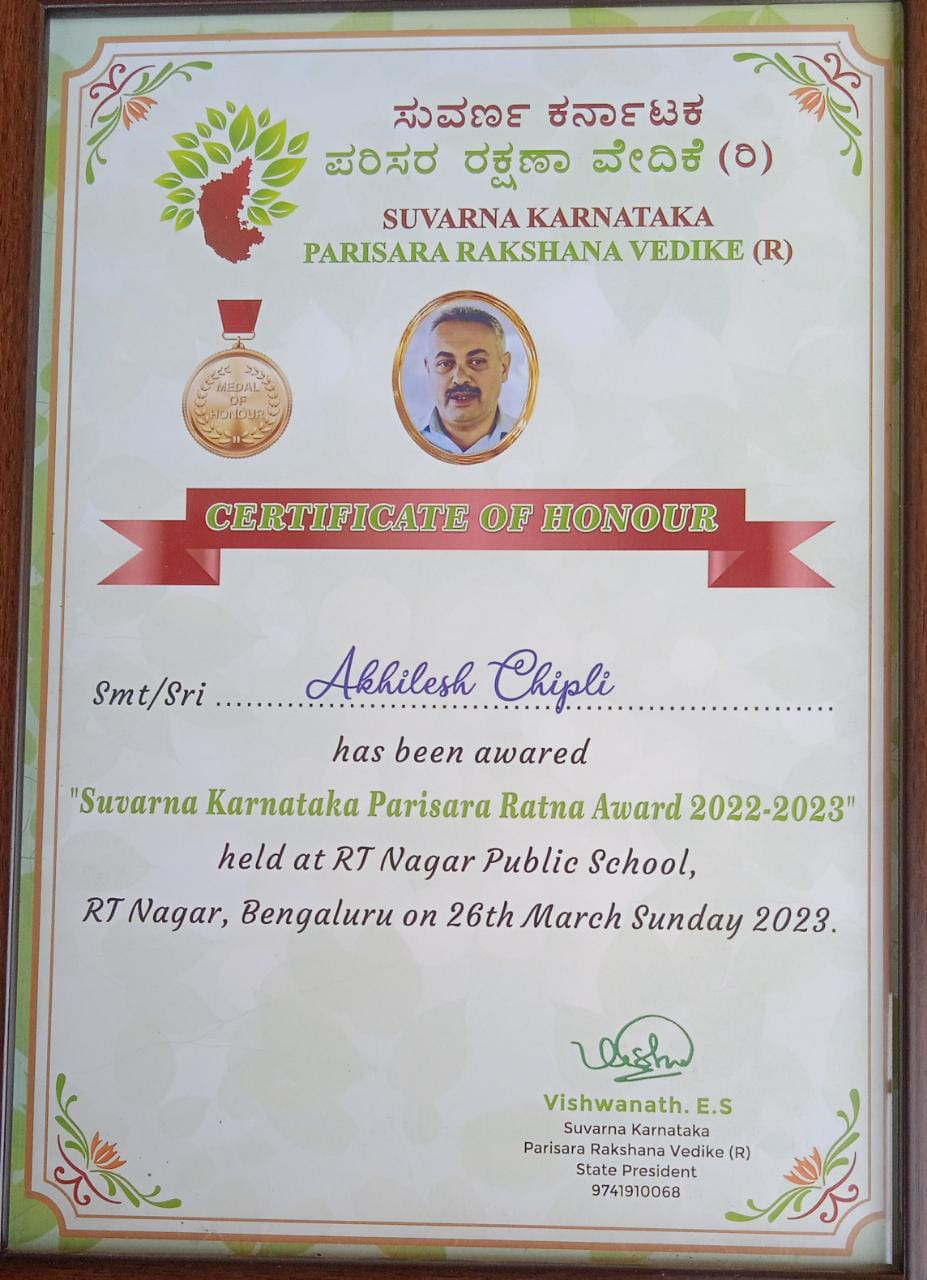 ಸುವರ್ಣ ಕರ್ನಾಟಕ
ಪರಿಸರ ರಕ್ಷಣಾ ವೇದಿಕೆ (ರಿ)
SUVARNA KARNATAKA
PARISARA RAKSHANA VEDIKE (R)
MEDAL
OF
HONOUR
CERTIFICATE OF HONOUR
Smt/Sri Akhilesh Chipli
has been awared
"Suvarna Karnataka Parisara Ratna Award 2022-2023"
held at RT Nagar Public School,
RT Nagar, Bengaluru on 26th March Sunday 2023.
Vishwanath. E.S
Suvarna Karnataka
Parisara Rakshana Vedike (R)
State President
9741910068